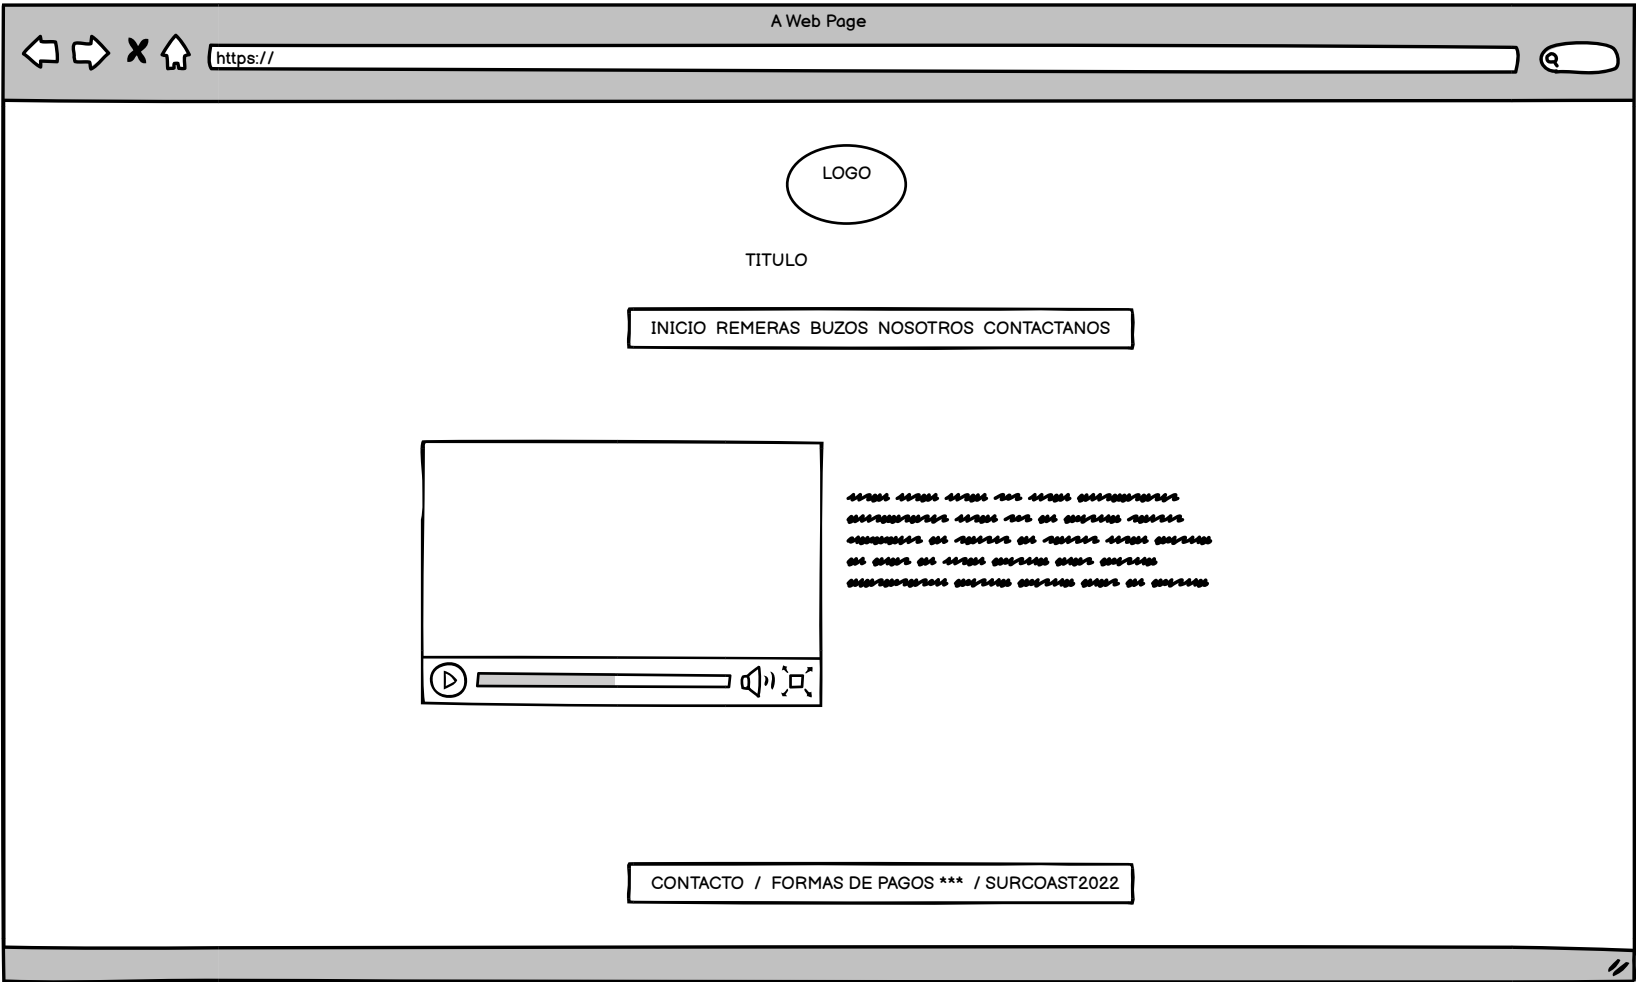 A Web Page
https://
LOGO
TITULO
INICIO REMERAS BUZOS NOSOTROS CONTACTANOS
CONTACTO / FORMAS DE PAGOS *** / SURCOAST2022